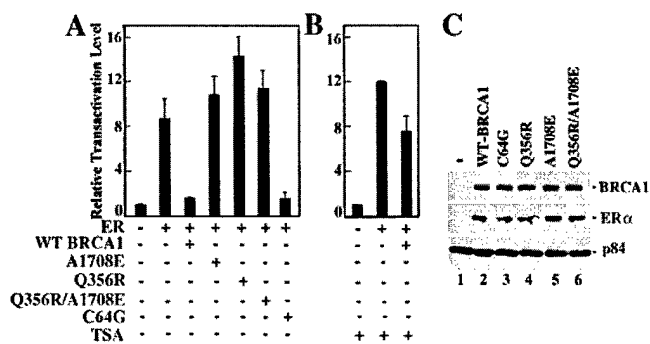 A
B
C
Relative Transactivation Level
16
12
8
4
0
16
12
8
4
0
ER - + + + + + + - + +
WT BRCA1 - - + - - - - - - +
A1708E - - - + - - - - - -
Q356R - - - - + - - - - -
Q356R/A1708E - - - - - + - - - -
C64G - - - - - - + - - -
TSA - - - - - - - + + +
- WT-BRCA1 C64G Q356R A1708E Q356R/A1708E
- BRCA1
- ERα
p84
1 2 3 4 5 6